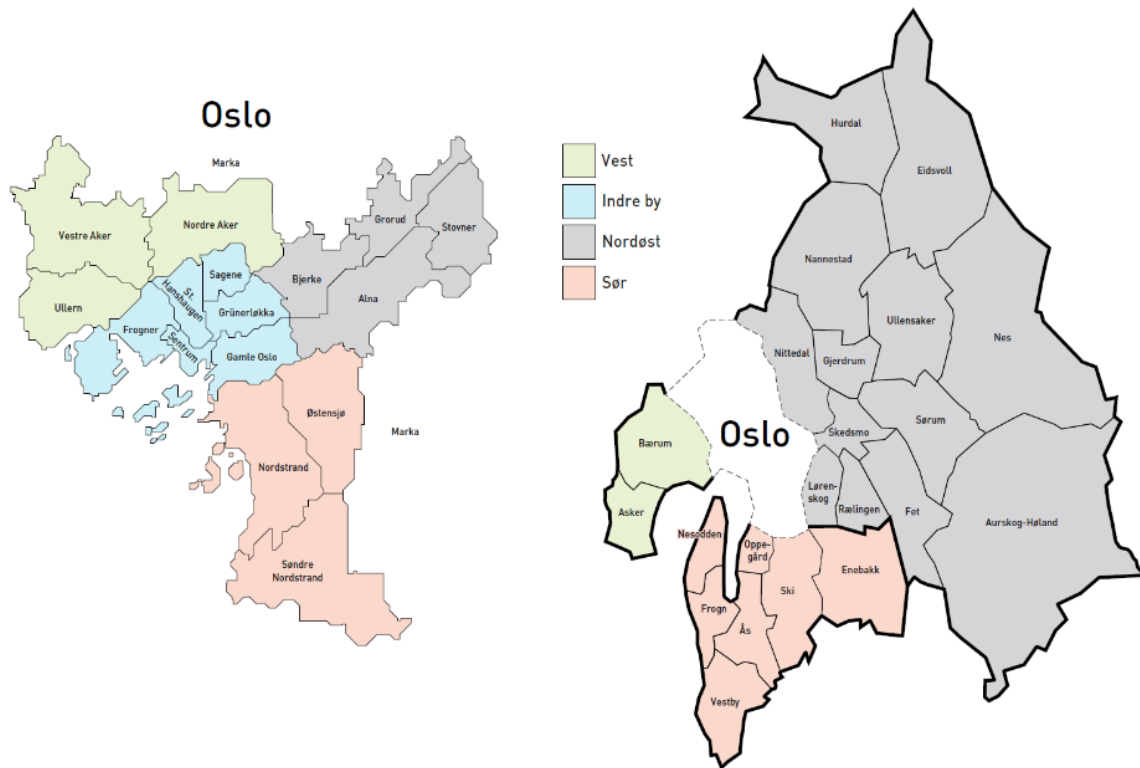 Oslo
Marka
Vestre Aker
Nordre Aker
Grorud
Stovner
Sagene
Bjerke
St.
Hanshaugen
Ullern
Alna
Grünerløkka
Frogner
Sentrum
Gamle Oslo
Østensjø
Marka
Nordstrand
Søndre
Nordstrand
Vest
Indre by
Nordøst
Sør
Hurdal
Eidsvoll
Nannestad
Ullensaker
Nes
Nittedal
Gjerdrum
Oslo
Bærum
Skedsmo
Sørum
Løren-
skog
Rælingen
Fet
Asker
Aurskog-Høland
Nesodden
Oppe-
gård
Enebakk
Ski
Frogn
Ås
Vestby